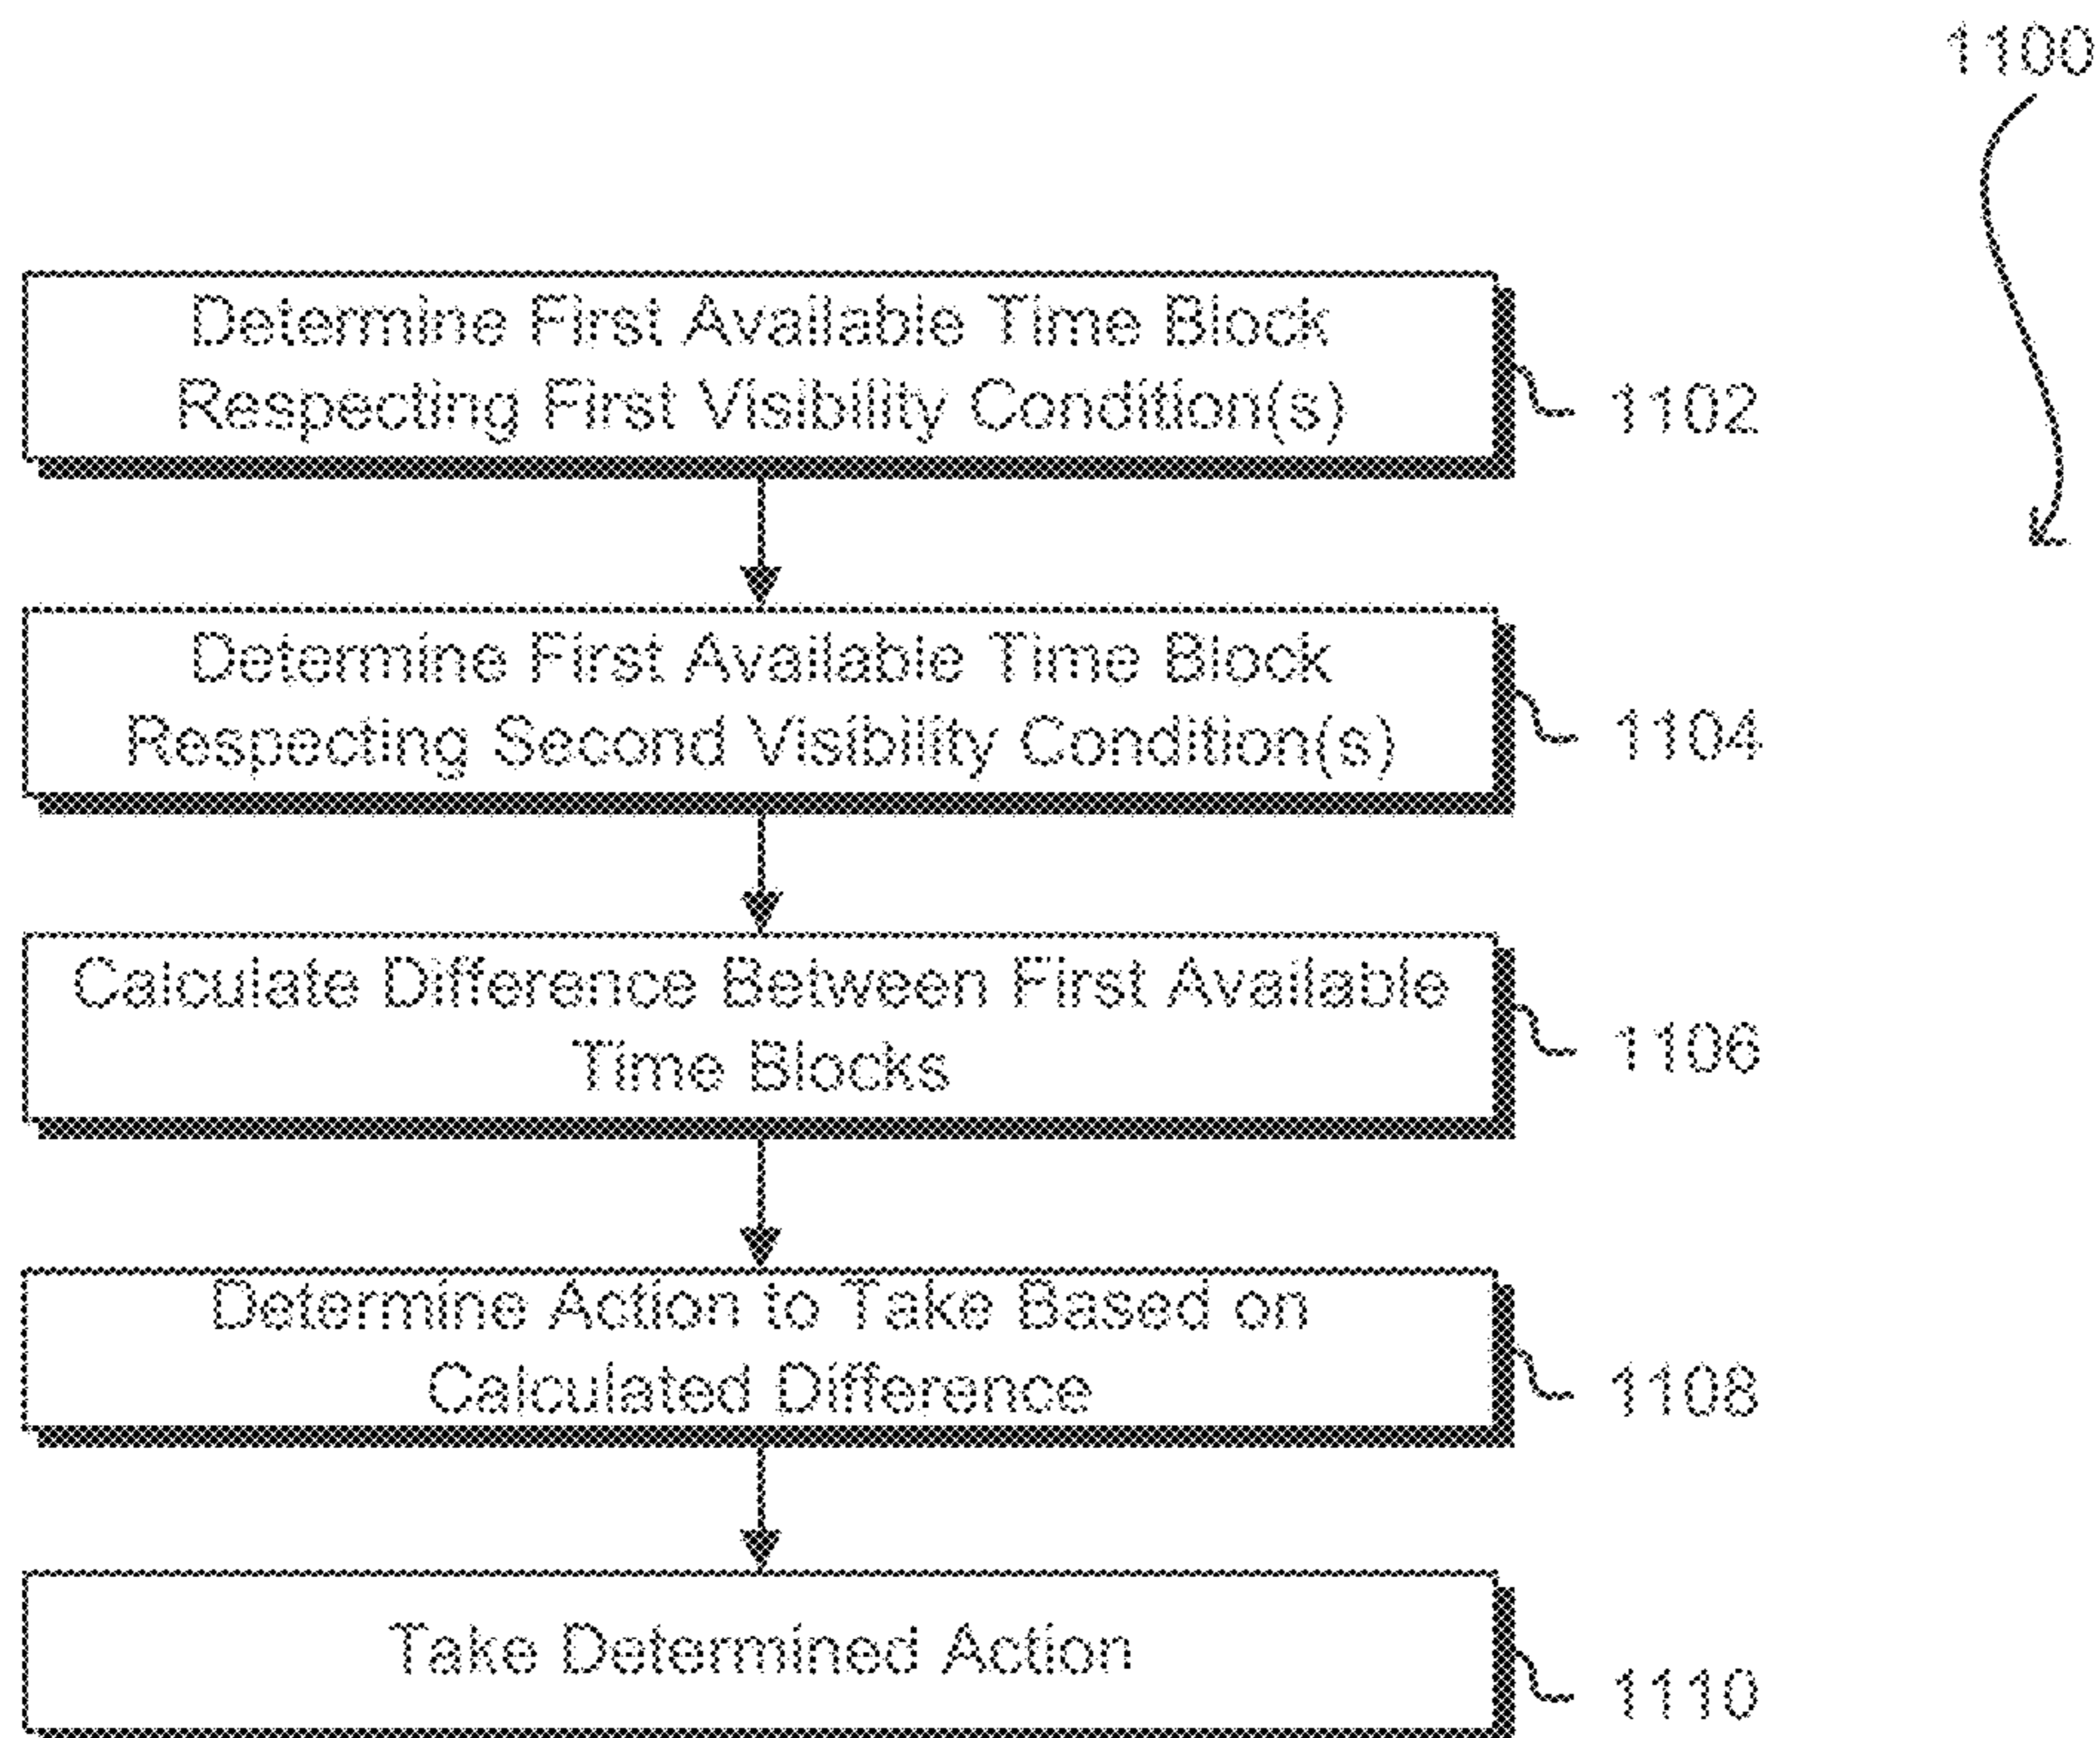 1100
Determine First Available Time Block
Respecting First Visibility Condition(s)
1102
Determine First Available Time Block
Respecting Second Visibility Condition(s)
1104
Calculate Difference Between First Available
Time Blocks
1106
Determine Action to Take Based on
Calculated Difference
1108
Take Determined Action
1110